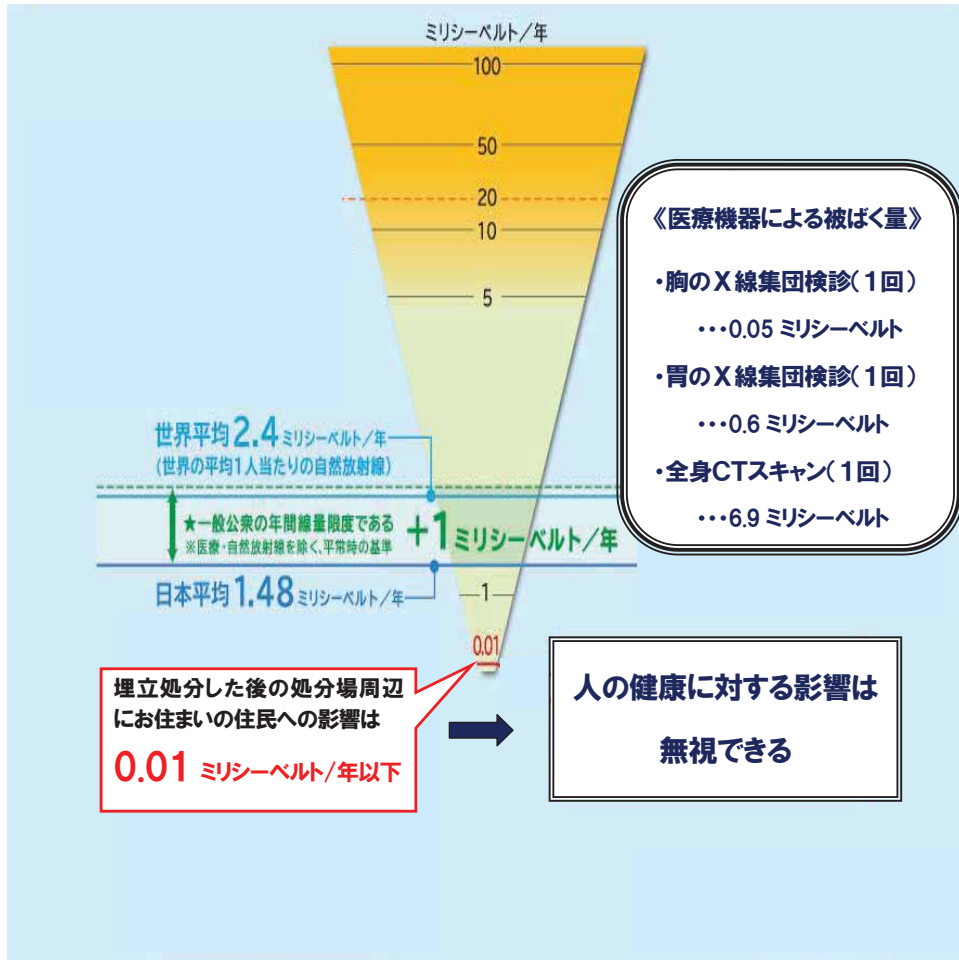 ミリシーベルト/年
100
50
20
10
5
《医療機器による被ばく量》
・胸のX線集団検診(1回)
・・・0.05 ミリシーベルト
・胃のX線集団検診(1回)
・・・0.6 ミリシーベルト
・全身CTスキャン(1回)
・・・6.9 ミリシーベルト
世界平均2.4ミリシーベルト/年
(世界の平均1人当たりの自然放射線)
★一般公衆の年間線量限度である
※医療・自然放射線を除く、平常時の基準
+1ミリシーベルト/年
日本平均1.48ミリシーベルト/年
1
0.01
埋立処分した後の処分場周辺
にお住まいの住民への影響は
0.01 ミリシーベルト/年以下
人の健康に対する影響は
無視できる